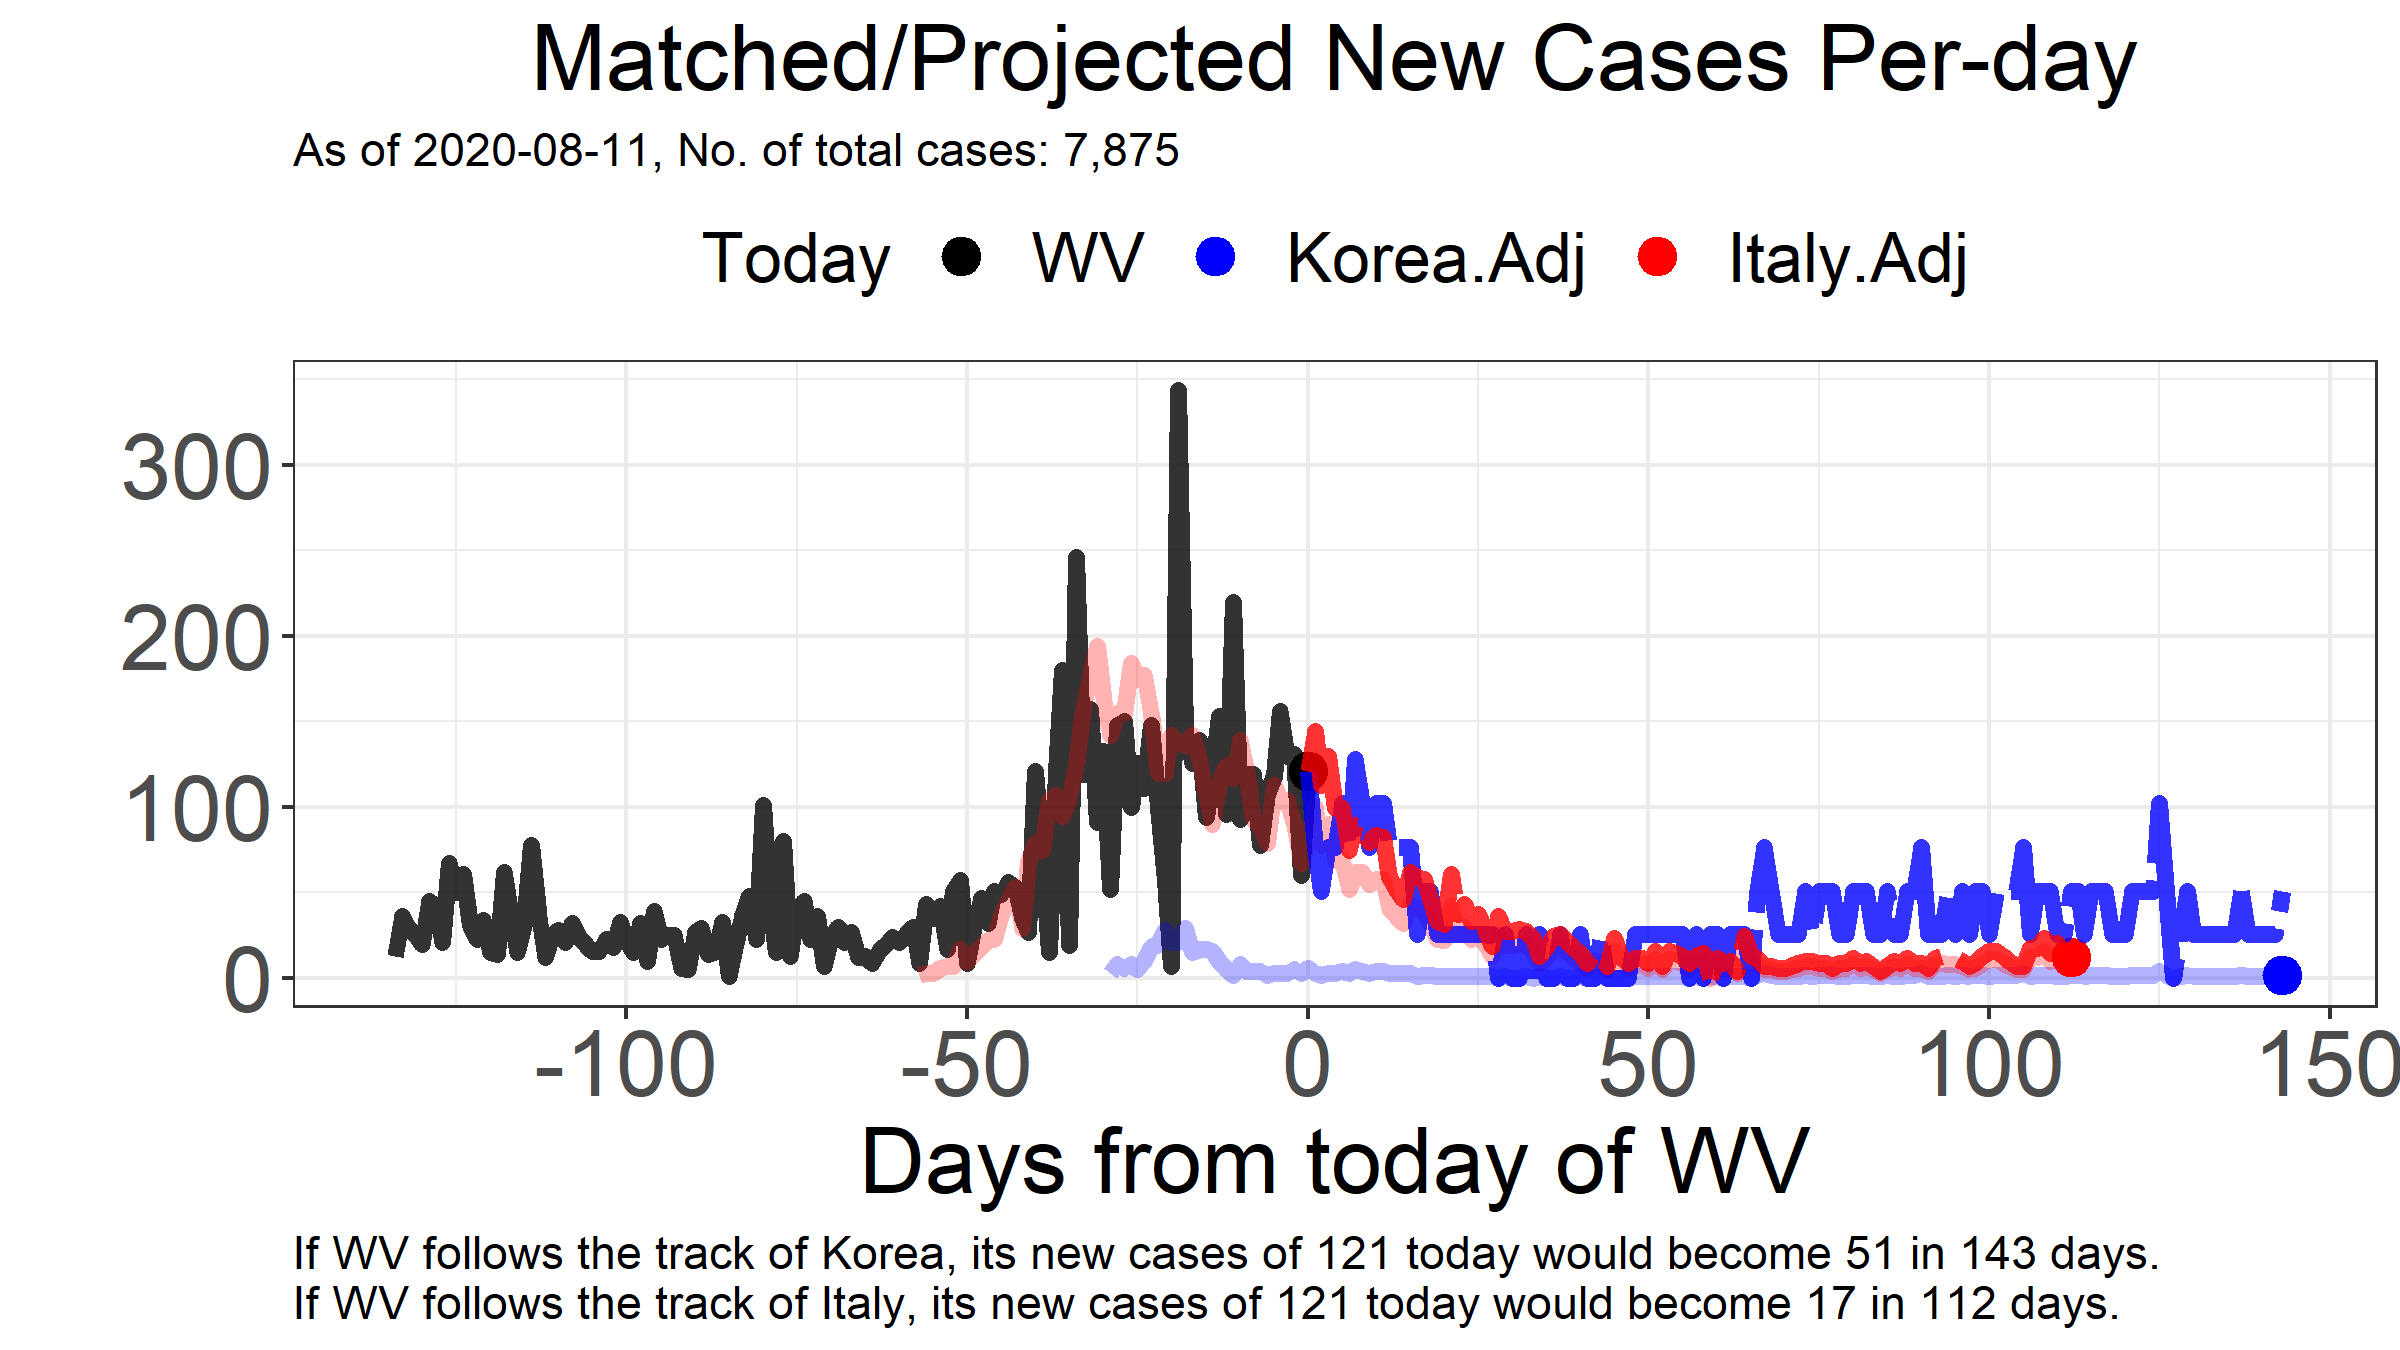 Matched/Projected New Cases Per-day
As of 2020-08-11, No. of total cases: 7,875
Today WV Korea.Adj Italy.Adj
300
200
100
0
-100 -50 0 50 100 150
Days from today of WV
If WV follows the track of Korea, its new cases of 121 today would become 51 in 143 days.
If WV follows the track of Italy, its new cases of 121 today would become 17 in 112 days.